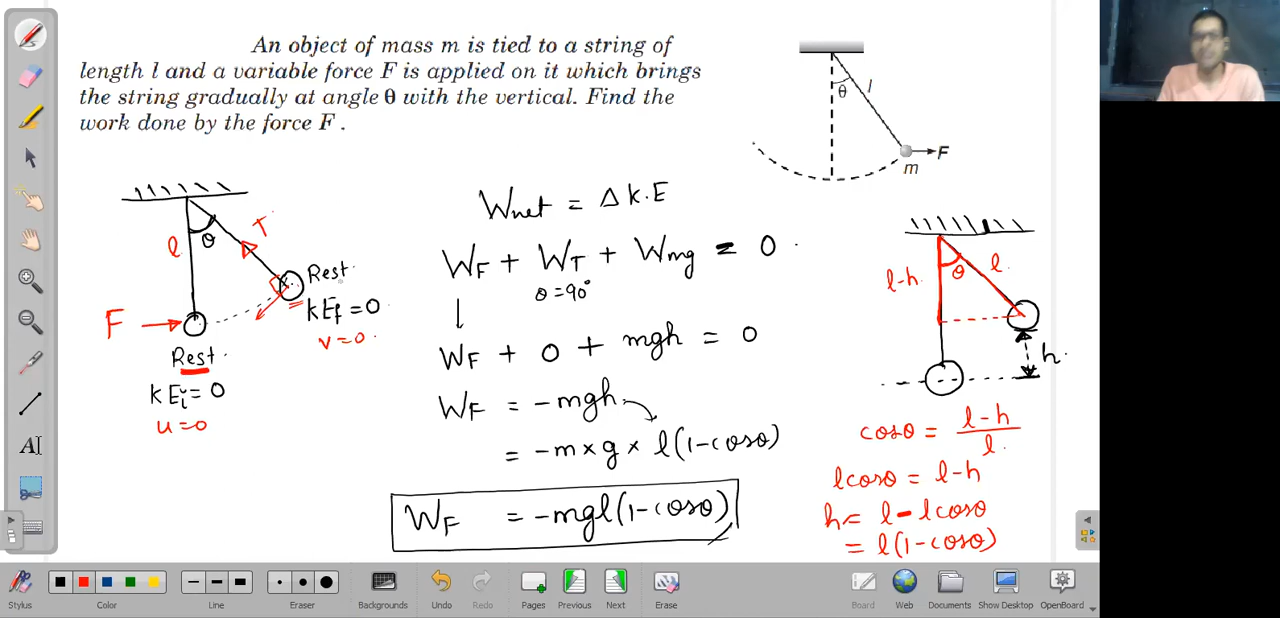 An object of mass m is tied to a string of
length l and a variable force F is applied on it which brings
the string gradually at angle θ with the vertical. Find the
work done by the force F .
θ
l
F
m
l
θ
T
Rest
KEf = 0
v=0
F
Rest
KEi = 0
u=0
Wnet = Δ K.E
WF + WT + Wmg = 0
θ=90°
WF + 0 + mgh = 0
WF = -mgh
= -m×g× l(1-cosθ)
WF = -mgl(1-cosθ)
l-h
θ
l
h
cosθ = l-h / l
lcosθ = l-h
h = l - lcosθ
= l(1-cosθ)
Stylus
Color
Line
Eraser
Backgrounds
Undo
Redo
Pages
Previous
Next
Erase
Board
Web
Documents
Show Desktop
OpenBoard